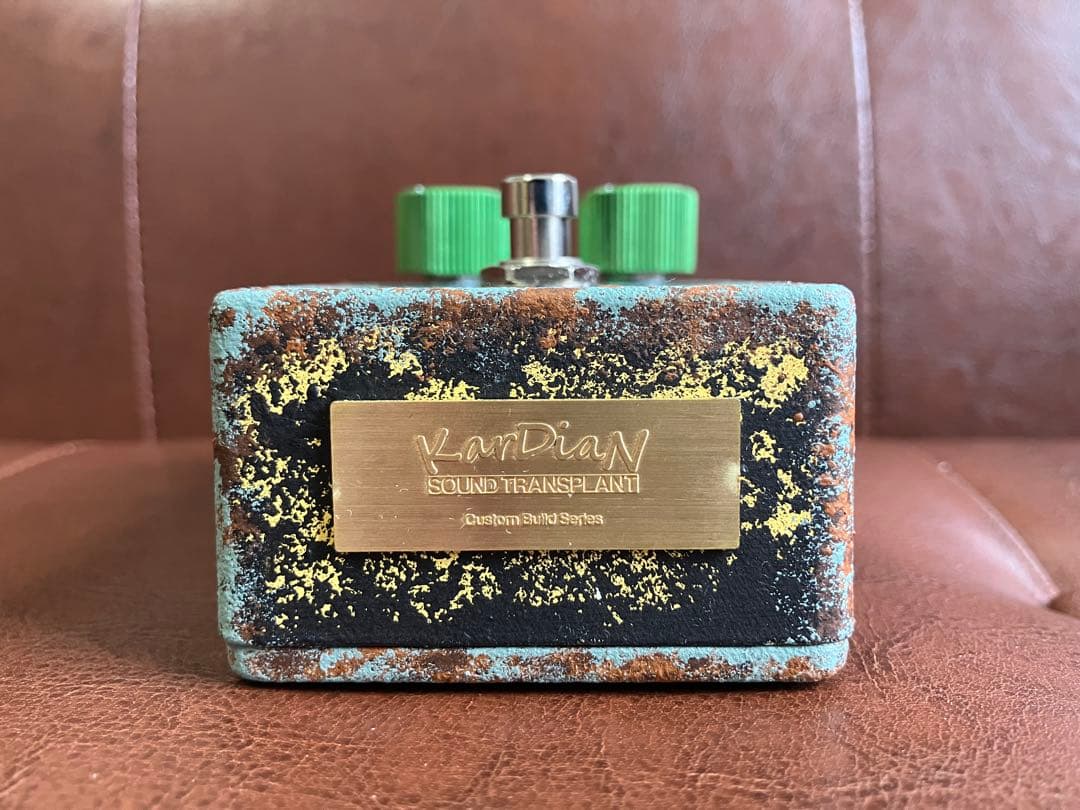 KarDiaN
SOUND TRANSPLANT
Custom Build Series